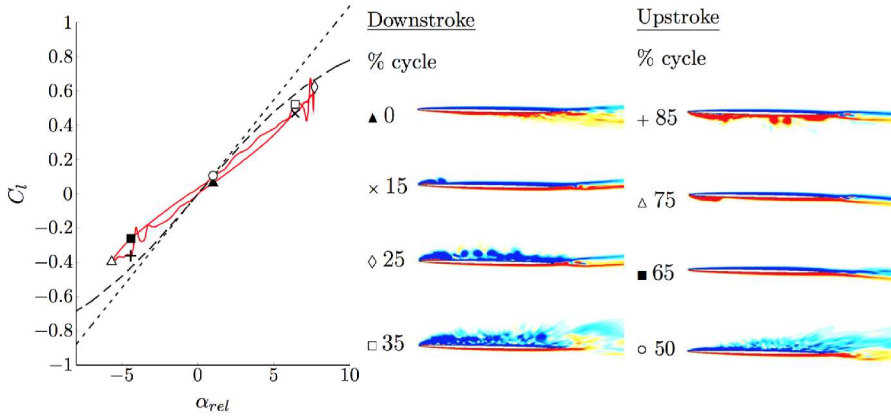 1
0.8
0.6
0.4
0.2
0
−0.2
−0.4
−0.6
−0.8
−1
C_l
−5 0 5 10
α_rel
Downstroke
% cycle
▲ 0
× 15
◊ 25
□ 35
Upstroke
% cycle
+ 85
△ 75
■ 65
○ 50